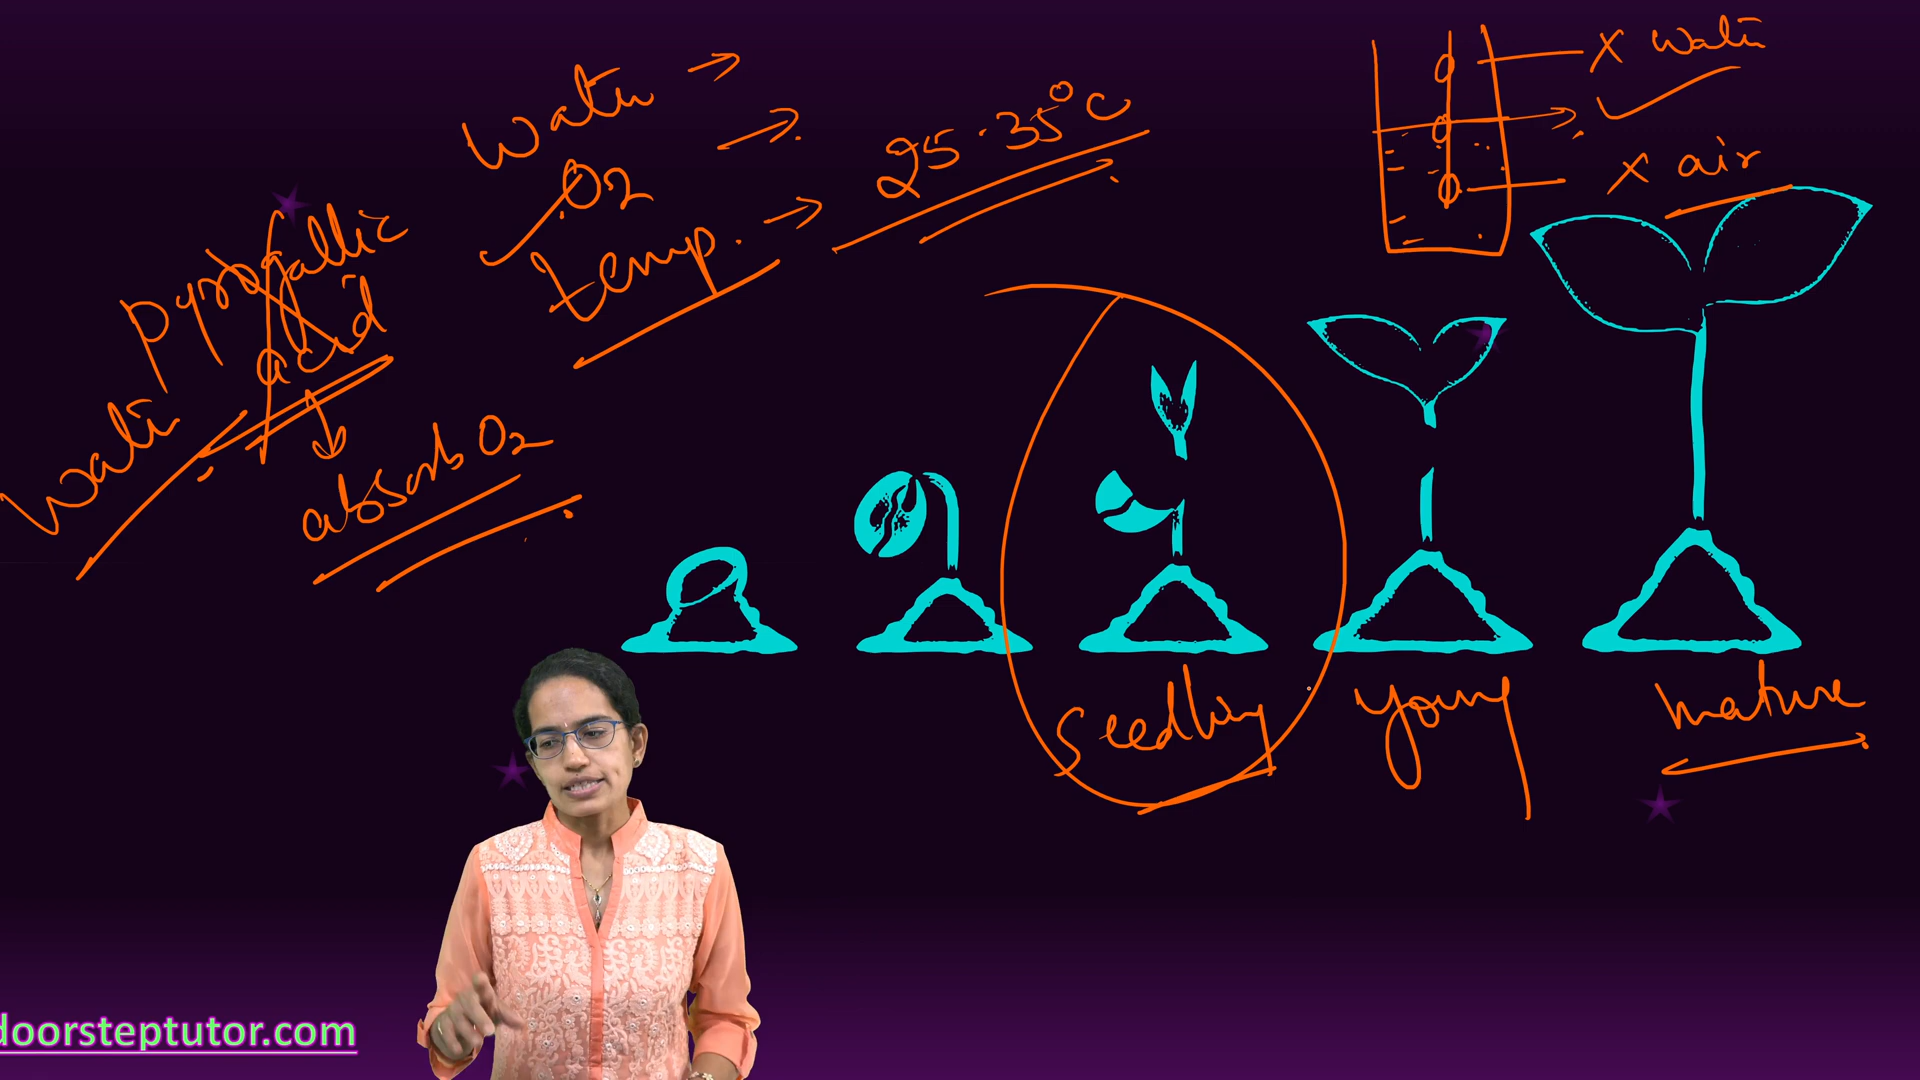 Water →
O2 →
temp. → 25-35°C
pyrogallic
acid
water
absorb O2
x water
x air
seedling
young
mature
doorsteptutor.com